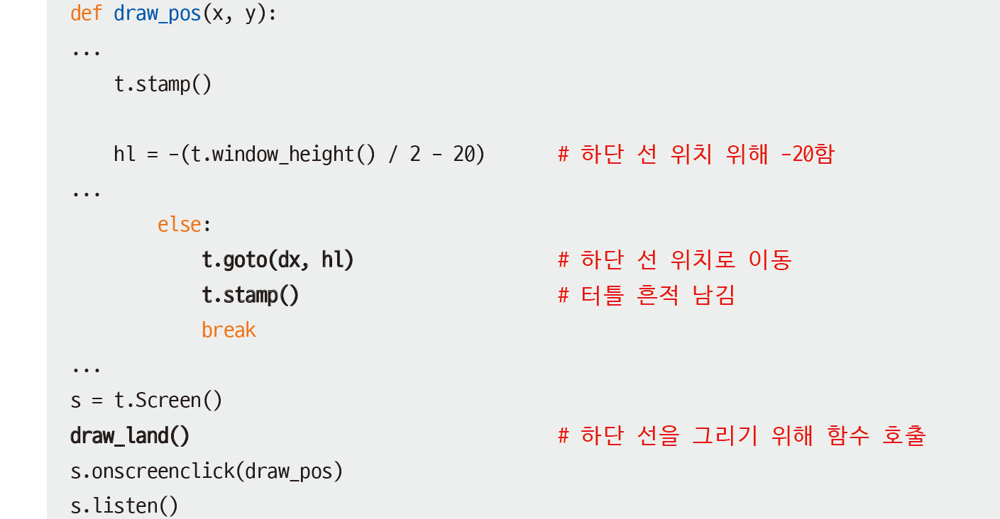 def draw_pos(x, y):
...
    t.stamp()
    hl = -(t.window_height() / 2 - 20)    # 하단 선 위치 위해 -20함
...
        else:
            t.goto(dx, hl)    # 하단 선 위치로 이동
            t.stamp()    # 터틀 흔적 남김
            break
...
s = t.Screen()
draw_land()    # 하단 선을 그리기 위해 함수 호출
s.onscreenclick(draw_pos)
s.listen()